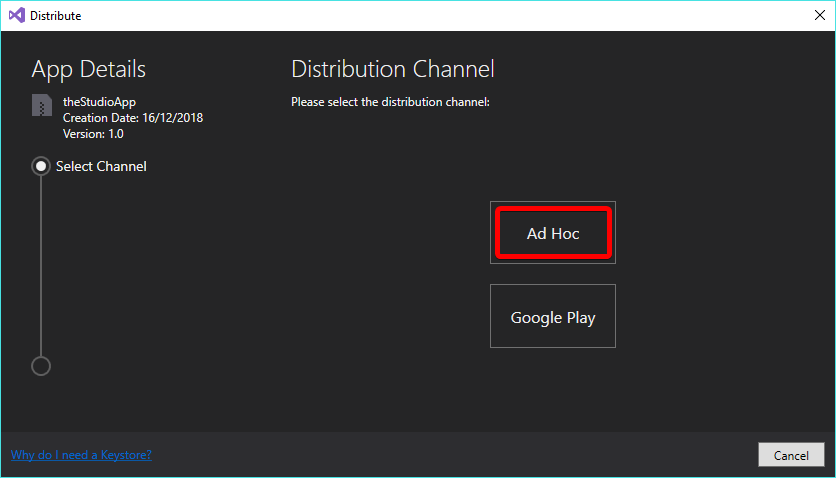 Distribute
App Details
theStudioApp
Creation Date: 16/12/2018
Version: 1.0
Select Channel
Distribution Channel
Please select the distribution channel:
Ad Hoc
Google Play
Why do I need a Keystore?
Cancel